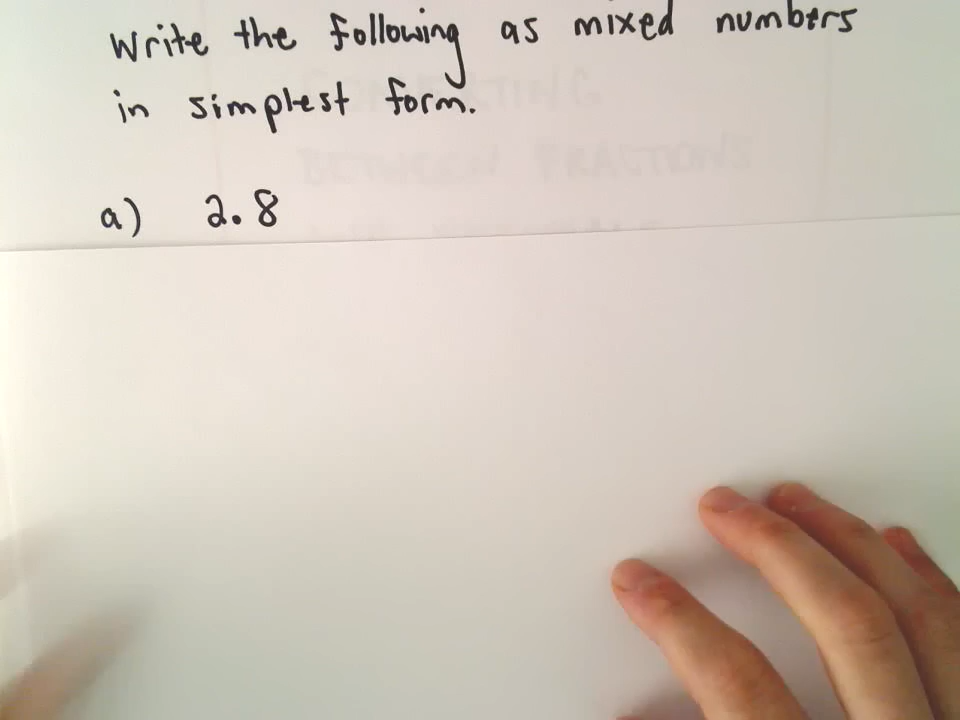 Write the following as mixed numbers
in simplest form.
a) 2.8